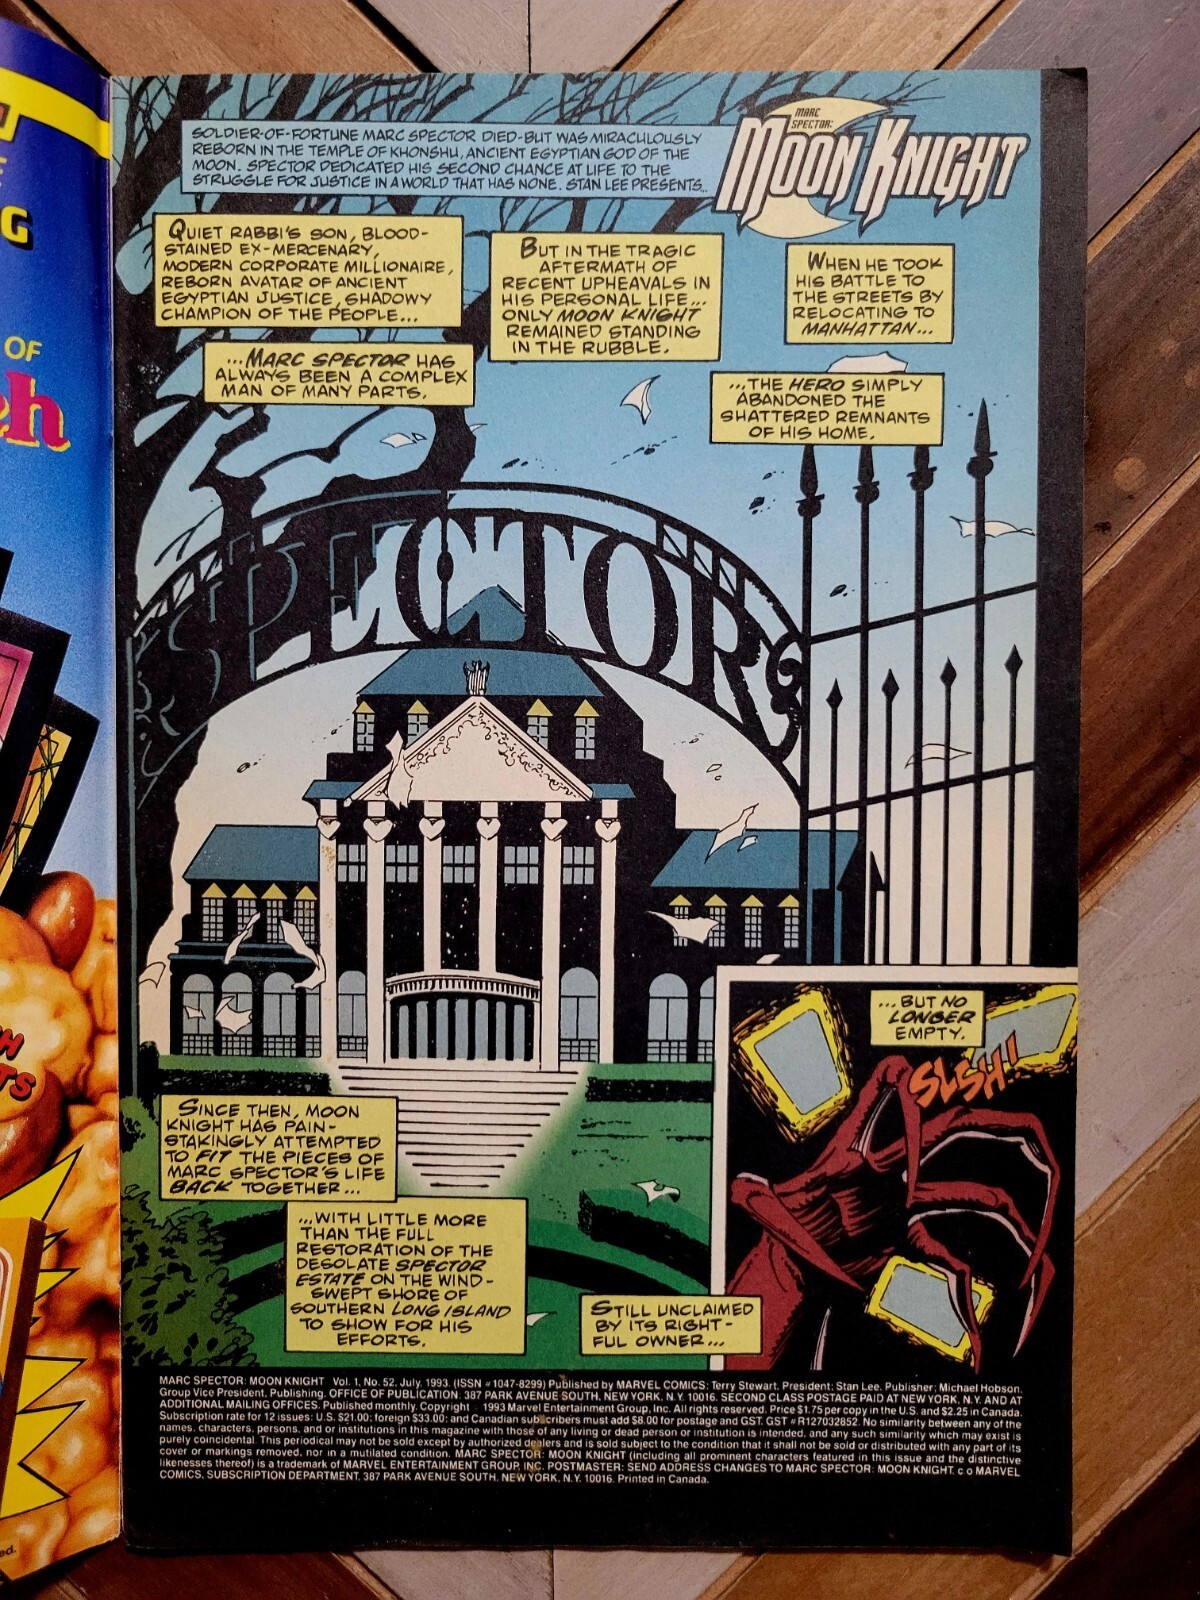 SOLDIER-OF-FORTUNE MARC SPECTOR DIED-BUT WAS MIRACULOUSLY
REBORN IN THE TEMPLE OF KHONSHU, ANCIENT EGYPTIAN GOD OF THE
MOON. SPECTOR DEDICATED HIS SECOND CHANCE AT LIFE TO THE
STRUGGLE FOR JUSTICE IN A WORLD THAT HAS NONE. STAN LEE PRESENTS...
MARC
SPECTOR:
MOON KNIGHT
QUIET RABBI'S SON, BLOOD-
STAINED EX-MERCENARY,
MODERN CORPORATE MILLIONAIRE,
REBORN AVATAR OF ANCIENT
EGYPTIAN JUSTICE, SHADOWY
CHAMPION OF THE PEOPLE...
...MARC SPECTOR HAS
ALWAYS BEEN A COMPLEX
MAN OF MANY PARTS.
BUT IN THE TRAGIC
AFTERMATH OF
RECENT UPHEAVALS IN
HIS PERSONAL LIFE...
ONLY MOON KNIGHT
REMAINED STANDING
IN THE RUBBLE.
WHEN HE TOOK
HIS BATTLE TO
THE STREETS BY
RELOCATING TO
MANHATTAN...
...THE HERO SIMPLY
ABANDONED THE
SHATTERED REMNANTS
OF HIS HOME.
SPECTOR
SINCE THEN, MOON
KNIGHT HAS PAIN-
STAKINGLY ATTEMPTED
TO FIT THE PIECES OF
MARC SPECTOR'S LIFE
BACK TOGETHER...
...WITH LITTLE MORE
THAN THE FULL
RESTORATION OF THE
DESOLATE SPECTOR
ESTATE ON THE WIND-
SWEPT SHORE OF
SOUTHERN LONG ISLAND
TO SHOW FOR HIS
EFFORTS.
STILL UNCLAIMED
BY ITS RIGHT-
FUL OWNER...
...BUT NO
LONGER
EMPTY.
SLSH!
MARC SPECTOR: MOON KNIGHT Vol. 1, No. 52, July, 1993. (ISSN #1047-8299) Published by MARVEL COMICS: Terry Stewart, President; Stan Lee, Publisher; Michael Hobson,
Group Vice President, Publishing. OFFICE OF PUBLICATION: 387 PARK AVENUE SOUTH, NEW YORK, N.Y. 10016. SECOND CLASS POSTAGE PAID AT NEW YORK, N.Y. AND AT
ADDITIONAL MAILING OFFICES. Published monthly. Copyright 1993 Marvel Entertainment Group, Inc. All rights reserved. Price $1.75 per copy in the U.S. and $2.25 in Canada.
Subscription rate for 12 issues: U.S. $21.00; foreign $33.00; and Canadian subscribers must add $8.00 for postage and GST. GST #R127032852. No similarity between any of the
names, characters, persons, and/or institutions in this magazine with those of any living or dead person or institution is intended, and any such similarity which may exist is
purely coincidental. This periodical may not be sold except by authorized dealers and is sold subject to the condition that it shall not be sold or distributed with any part of its
cover or markings removed, nor in a mutilated condition. MARC SPECTOR: MOON KNIGHT (including all prominent characters featured in this issue and the distinctive
likenesses thereof) is a trademark of MARVEL ENTERTAINMENT GROUP, INC. POSTMASTER: SEND ADDRESS CHANGES TO MARC SPECTOR: MOON KNIGHT, c/o MARVEL
COMICS, SUBSCRIPTION DEPARTMENT, 387 PARK AVENUE SOUTH, NEW YORK, N.Y. 10016. Printed in Canada.
G
OF
eh
H
TS
ed.